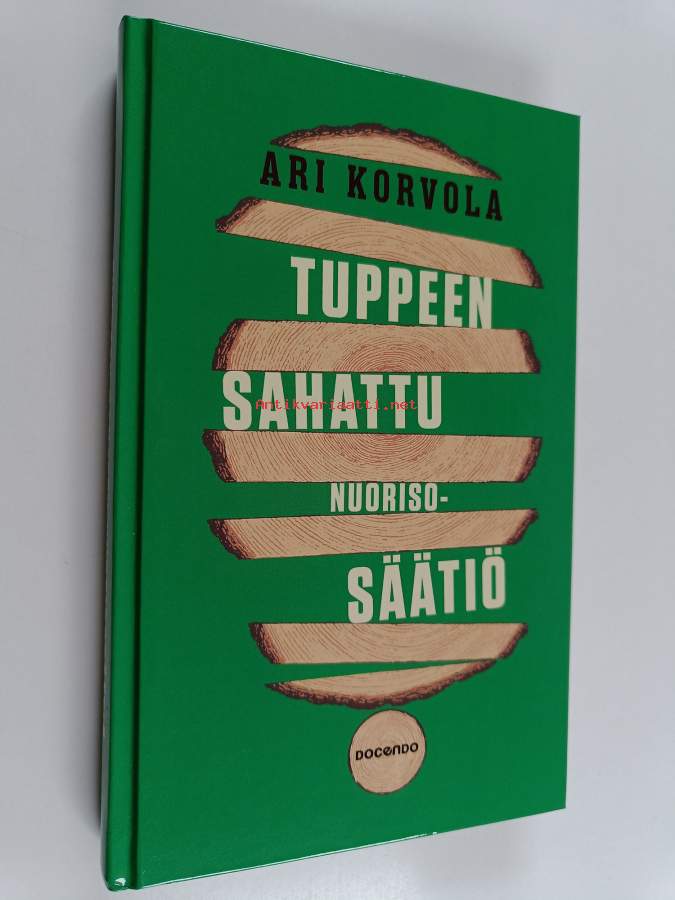 ARI KORVOLA
TUPPEEN
SAHATTU
Antikvariaatti.net
NUORISO-
SÄÄTIÖ
DOCENDO